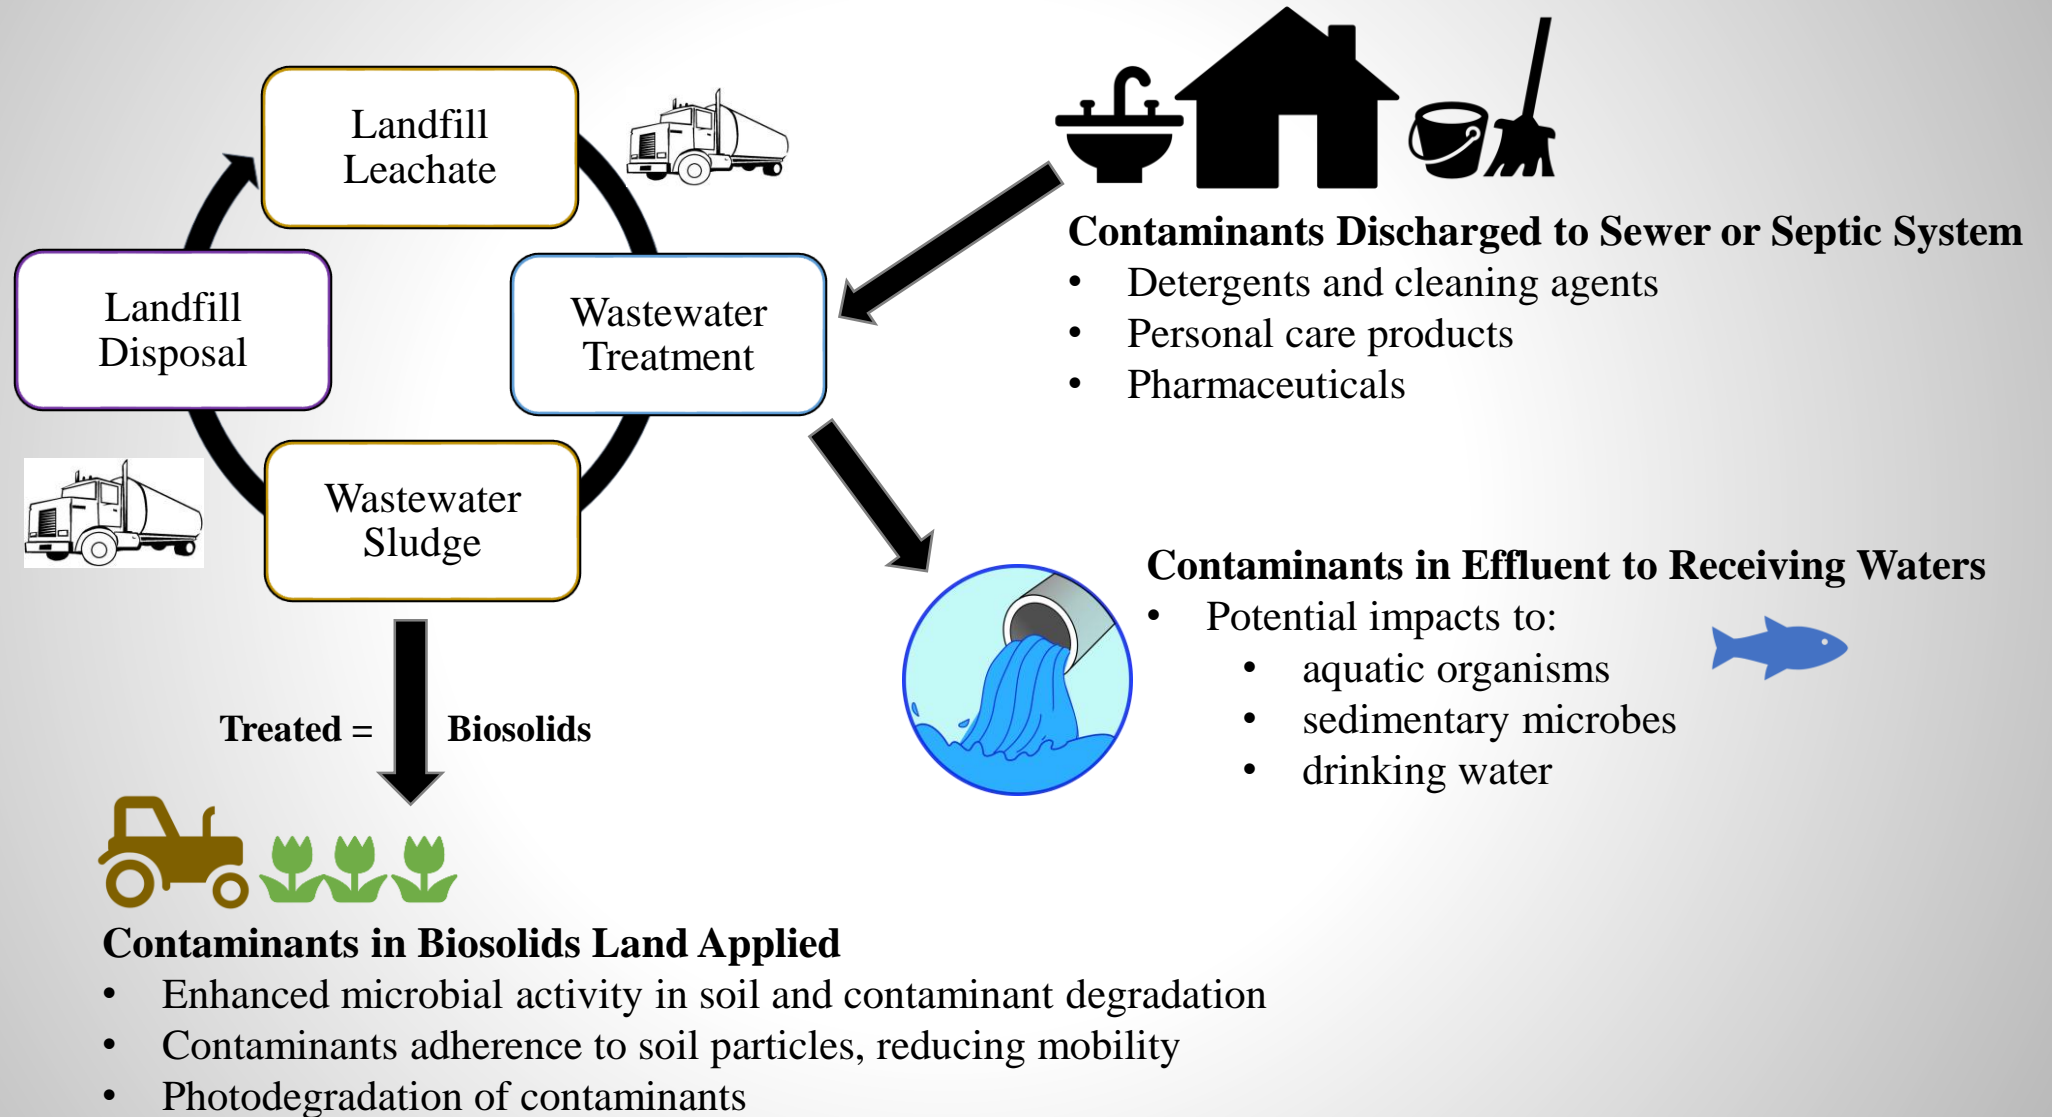 Landfill
Leachate
Landfill
Disposal
Wastewater
Treatment
Wastewater
Sludge
Treated =
Biosolids
Contaminants Discharged to Sewer or Septic System
• Detergents and cleaning agents
• Personal care products
• Pharmaceuticals
Contaminants in Effluent to Receiving Waters
• Potential impacts to:
• aquatic organisms
• sedimentary microbes
• drinking water
Contaminants in Biosolids Land Applied
• Enhanced microbial activity in soil and contaminant degradation
• Contaminants adherence to soil particles, reducing mobility
• Photodegradation of contaminants